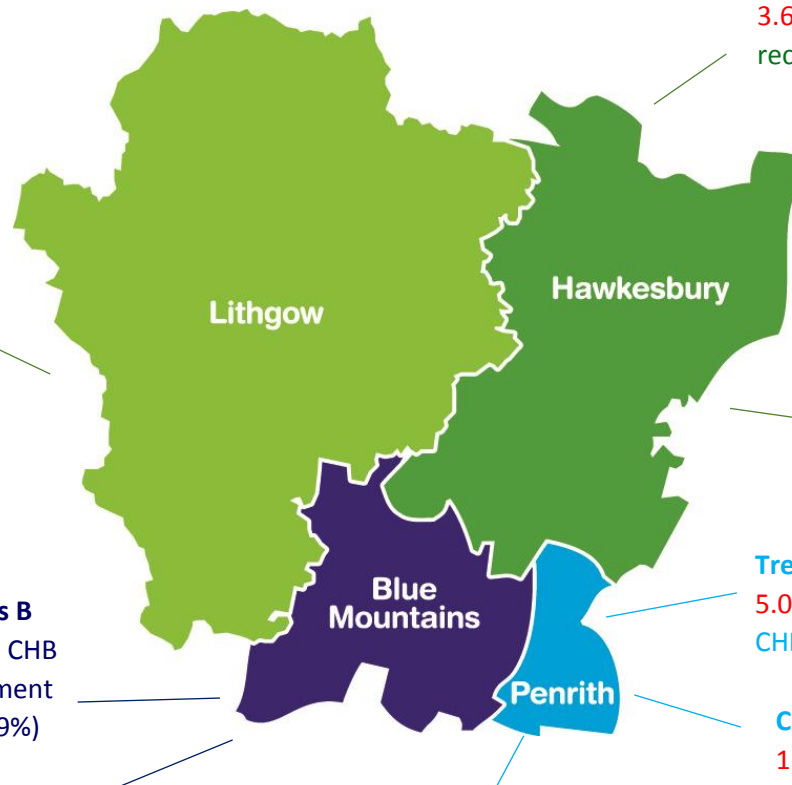 3.6
rec
Lithgow
Hawkesbury
Blue
Mountains
Penrith
s B
CHB
ment
9%)
Tre
5.0
CH
C
1